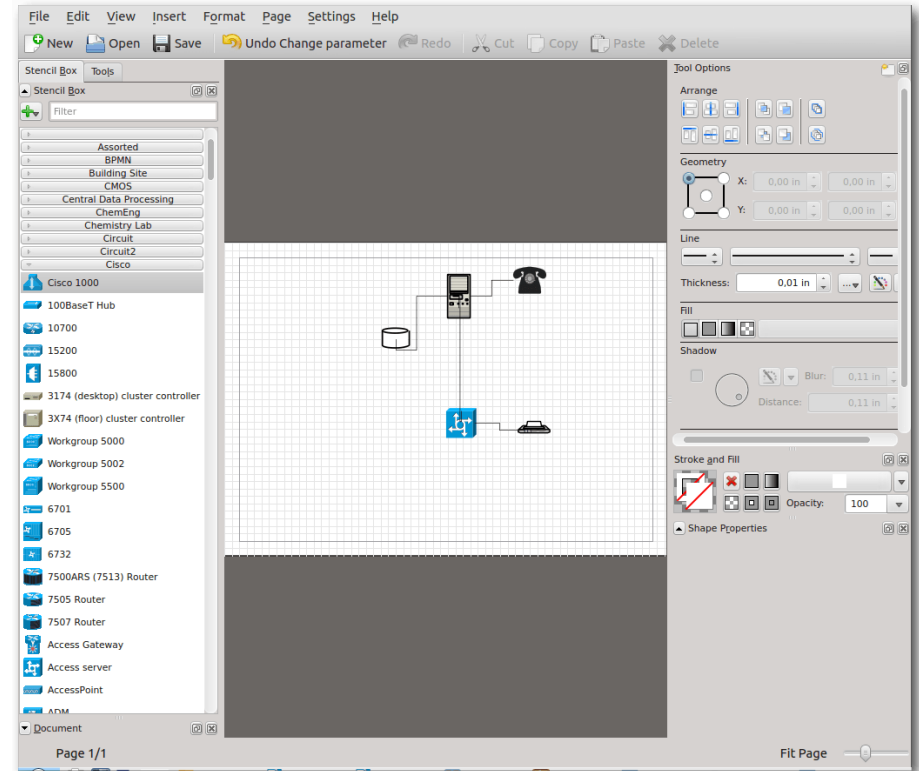 File Edit View Insert Format Page Settings Help
New Open Save Undo Change parameter Redo Cut Copy Paste Delete
Stencil Box Tools
Stencil Box
Filter
Assorted
BPMN
Building Site
CMOS
Central Data Processing
ChemEng
Chemistry Lab
Circuit
Circuit2
Cisco
Cisco 1000
100BaseT Hub
10700
15200
15800
3174 (desktop) cluster controller
3X74 (floor) cluster controller
Workgroup 5000
Workgroup 5002
Workgroup 5500
6701
6705
6732
7500ARS (7513) Router
7505 Router
7507 Router
Access Gateway
Access server
AccessPoint
ADM
Document
Page 1/1
Tool Options
Arrange
Geometry
X: 0,00 in 0,00 in
Y: 0,00 in 0,00 in
Line
Thickness: 0,01 in ...
Fill
Shadow
Blur: 0,11 in
Distance: 0,11 in
Stroke and Fill
Opacity: 100
Shape Properties
Fit Page